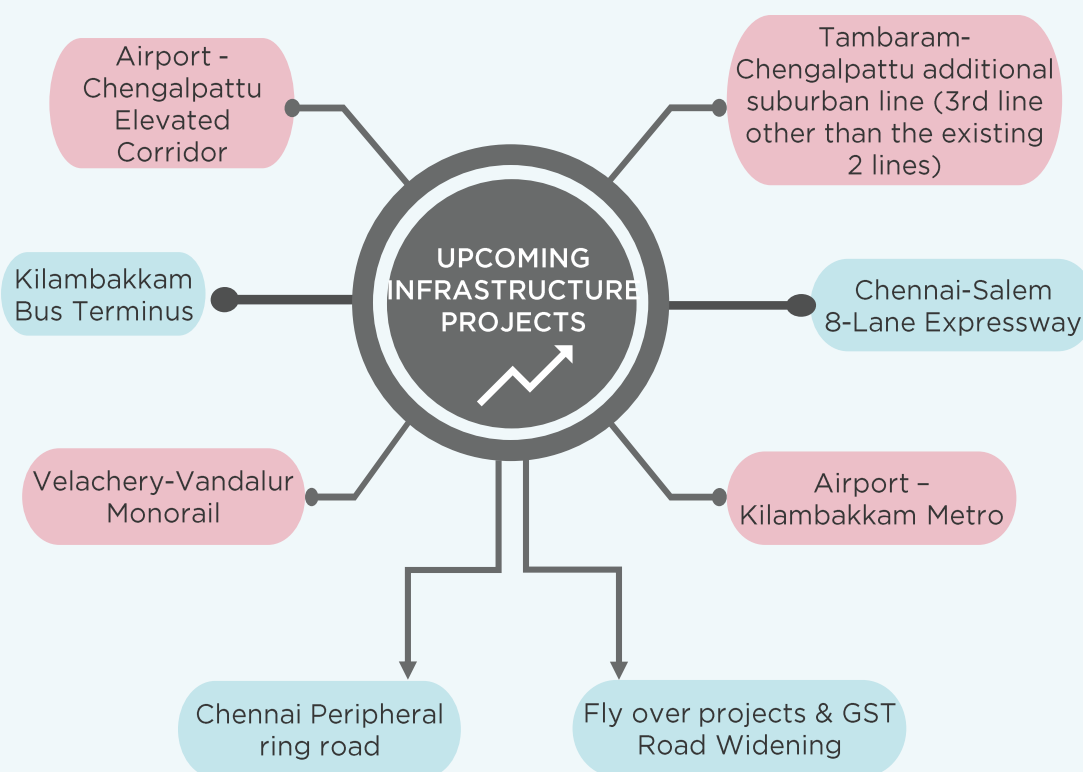 Airport -
Chengalpattu
Elevated
Corridor
Tambaram-
Chengalpattu additional
suburban line (3rd line
other than the existing
2 lines)
UPCOMING
INFRASTRUCTURE
PROJECTS
Kilambakkam
Bus Terminus
Chennai-Salem
8-Lane Expressway
Velachery-Vandalur
Monorail
Airport –
Kilambakkam Metro
Chennai Peripheral
ring road
Fly over projects & GST
Road Widening